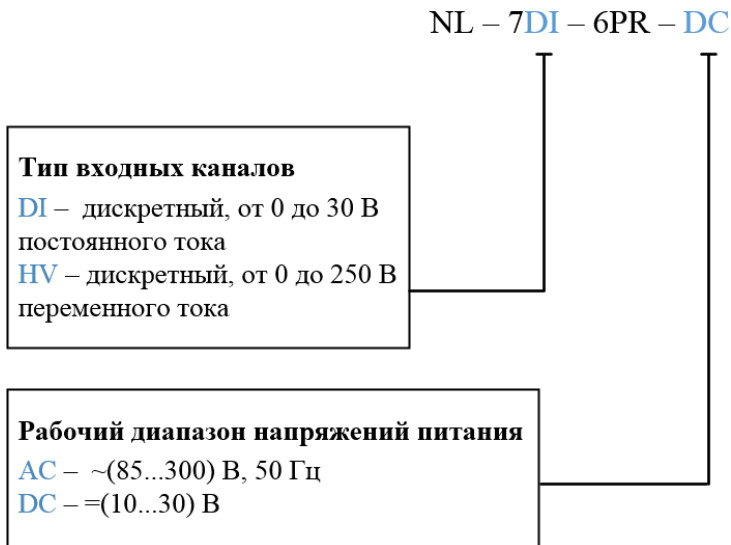 NL – 7DI – 6PR – DC
Тип входных каналов
DI – дискретный, от 0 до 30 В
постоянного тока
HV – дискретный, от 0 до 250 В
переменного тока
Рабочий диапазон напряжений питания
AC – ~(85...300) В, 50 Гц
DC – =(10...30) В